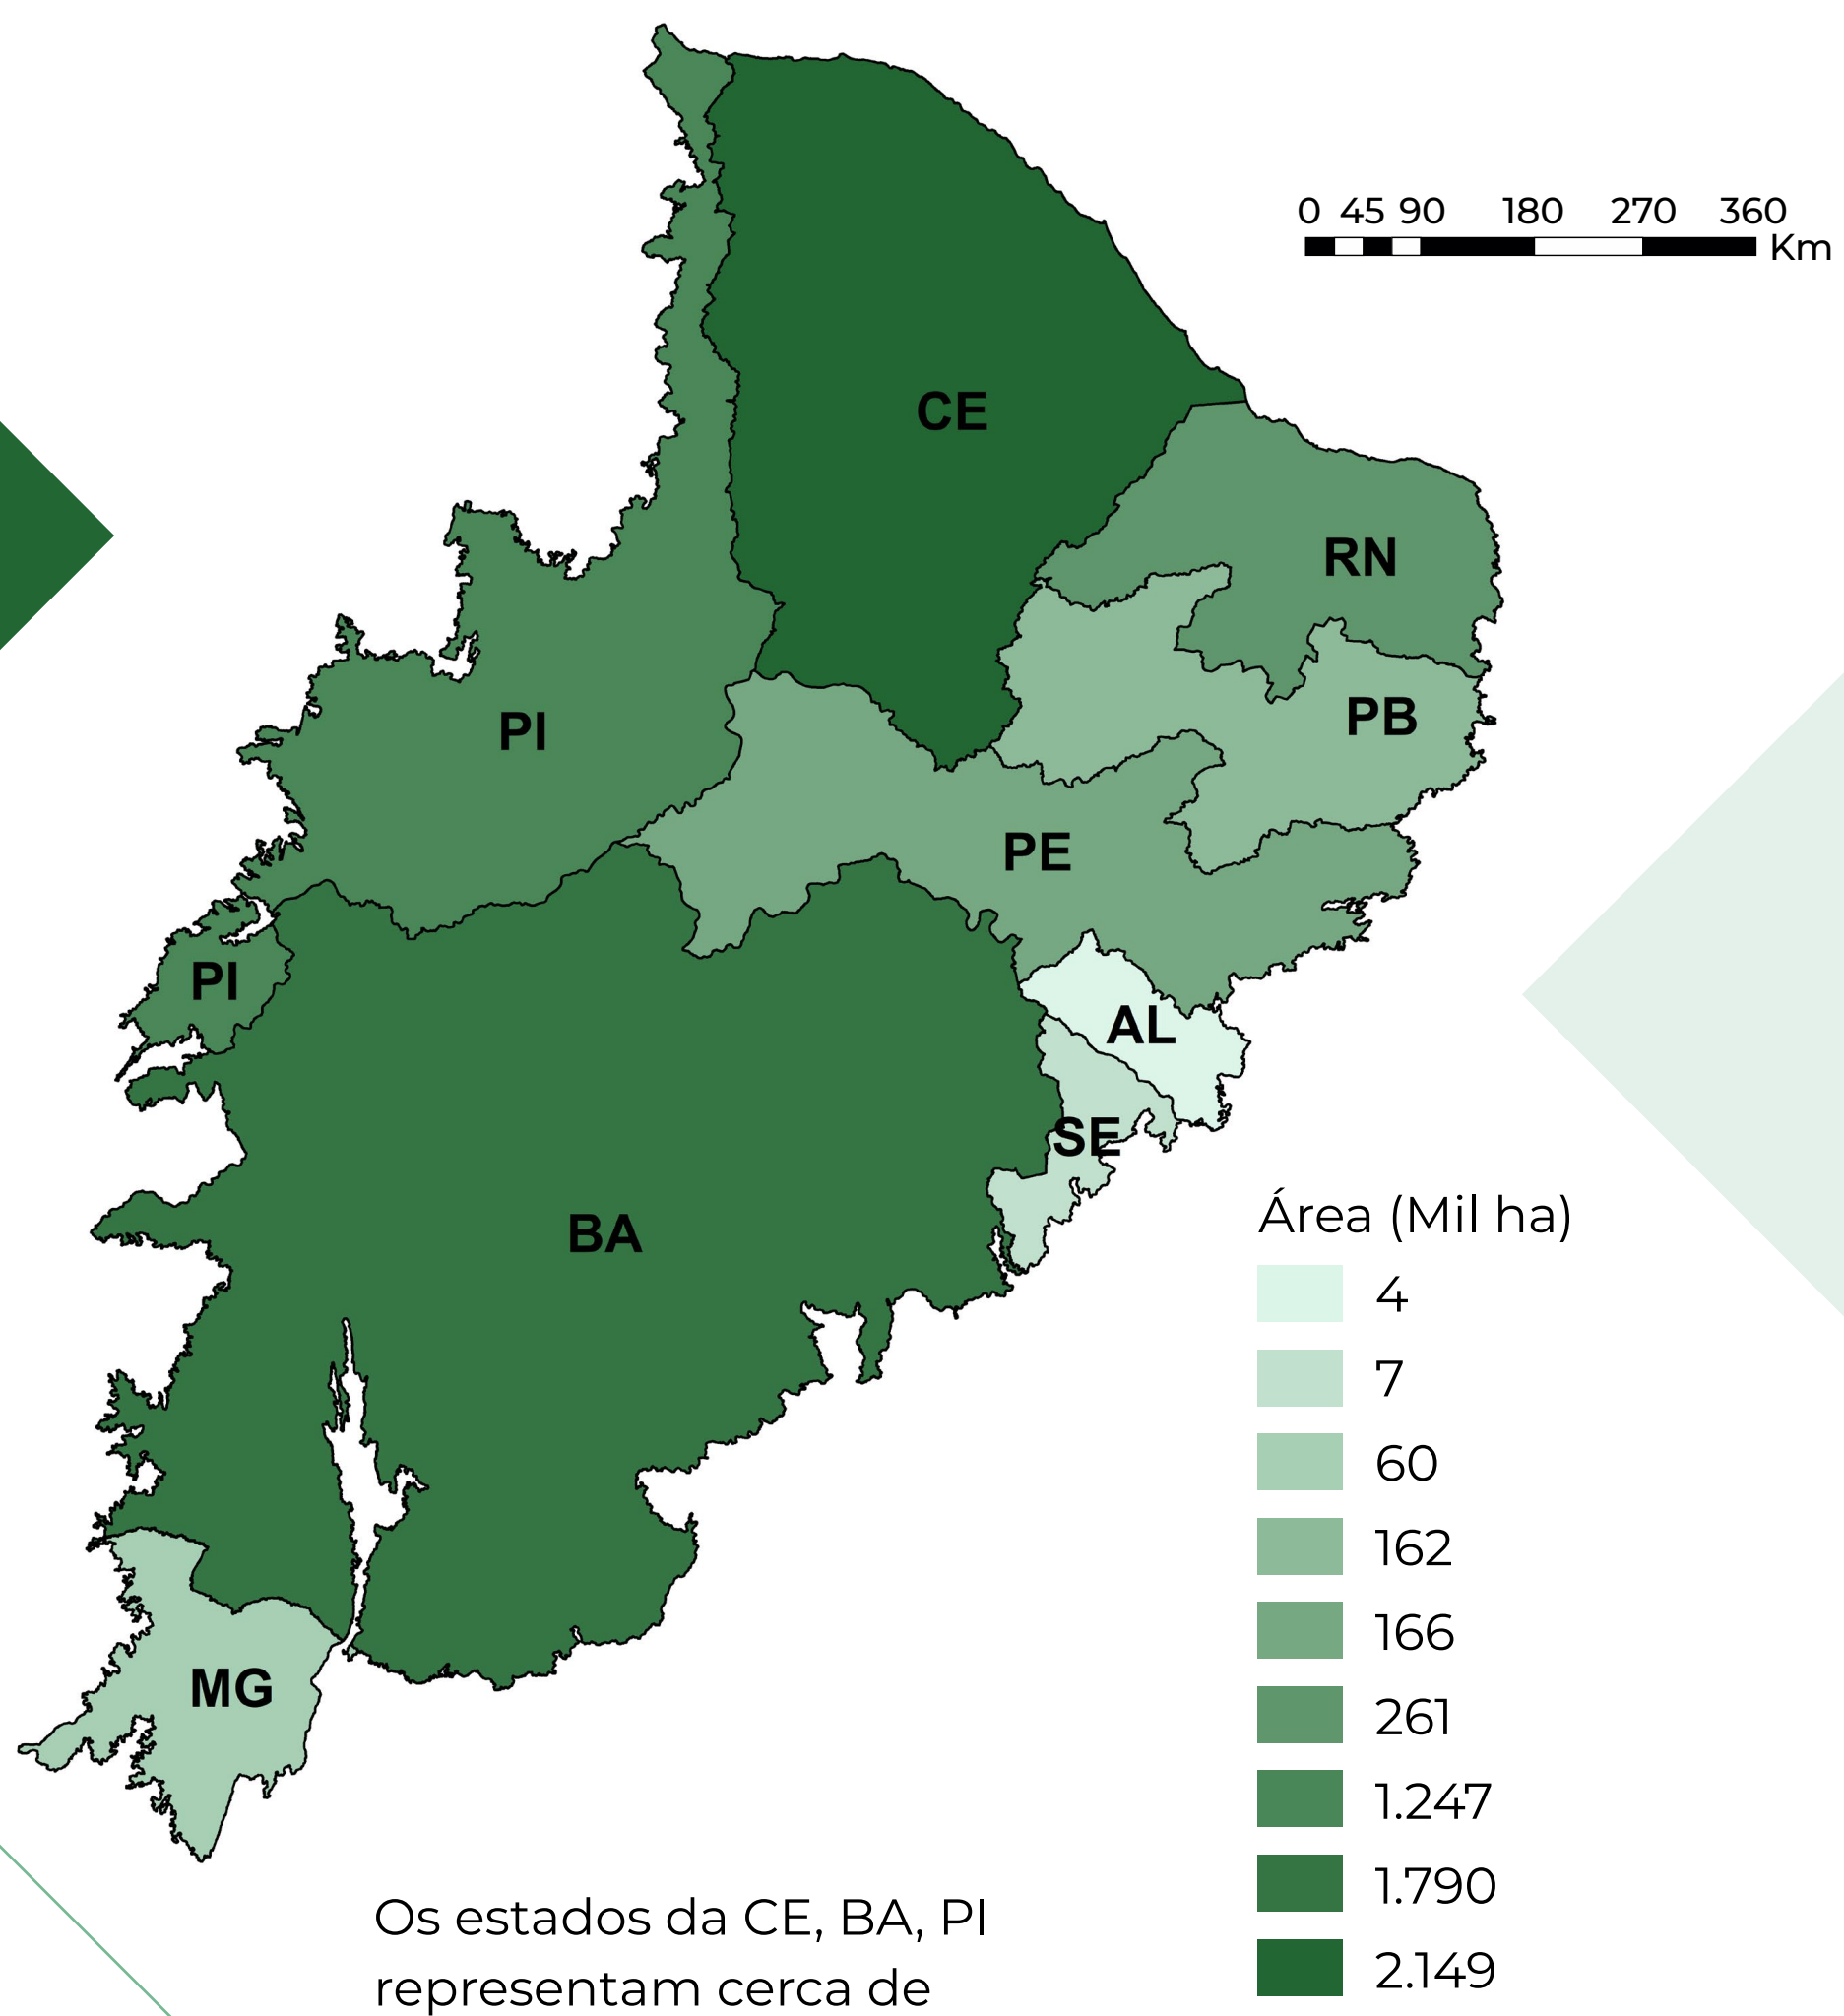 0 45 90 180 270 360
Km
CE
RN
PI
PB
PE
PI
AL
SE
BA
MG
Área (Mil ha)
4
7
60
162
166
261
1.247
1.790
2.149
Os estados da CE, BA, PI
representam cerca de